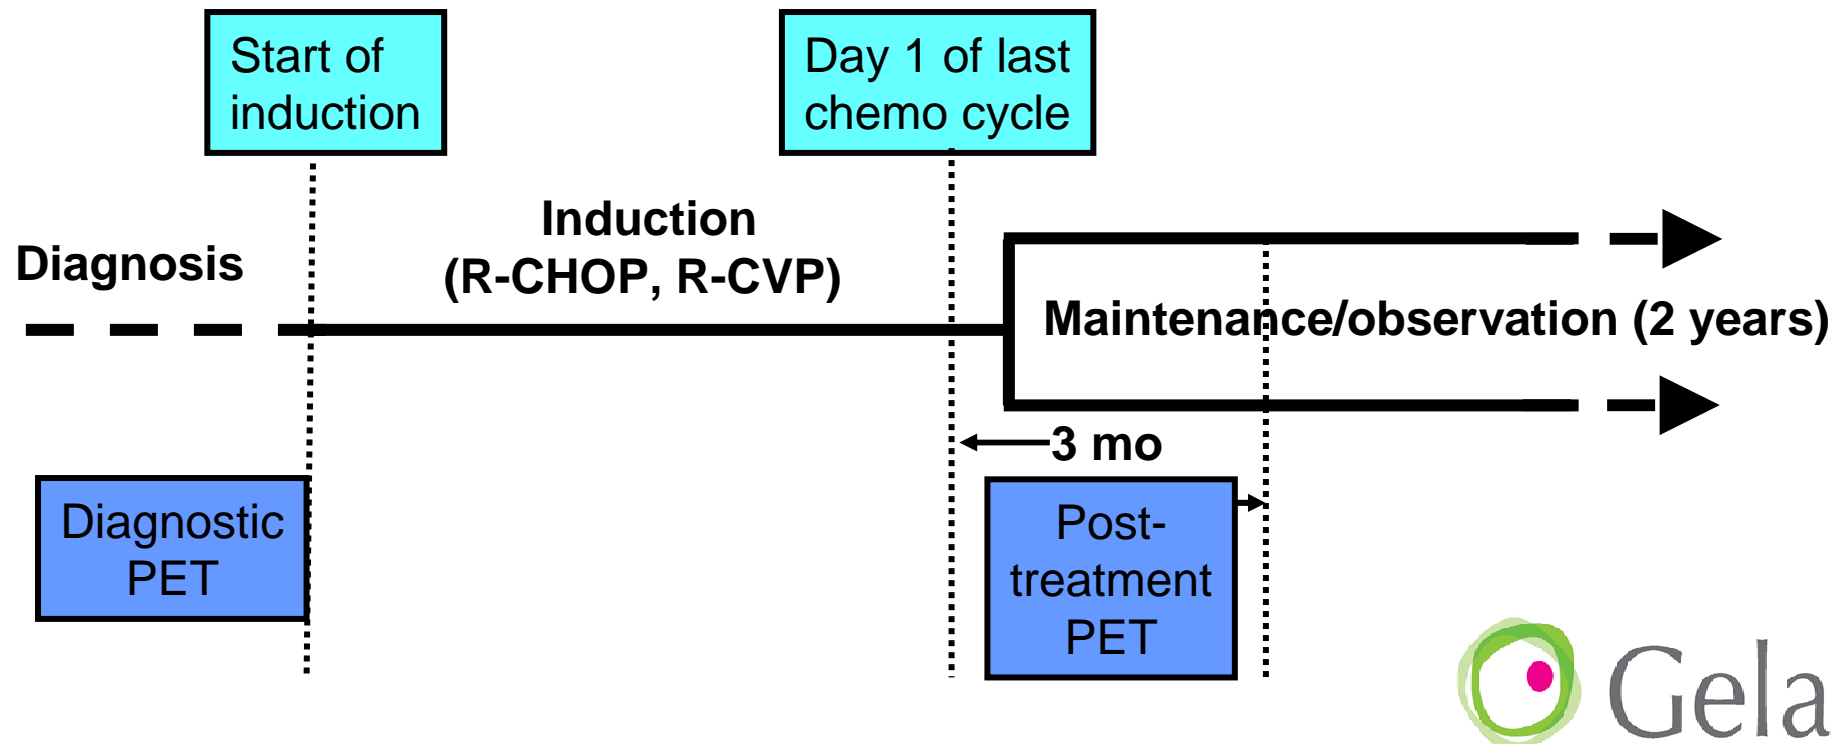 Start of
induction
Day 1 of last
chemo cycle
Diagnosis
Induction
(R-CHOP, R-CVP)
Maintenance/observation (2 years)
3 mo
Diagnostic
PET
Post-
treatment
PET
Gela